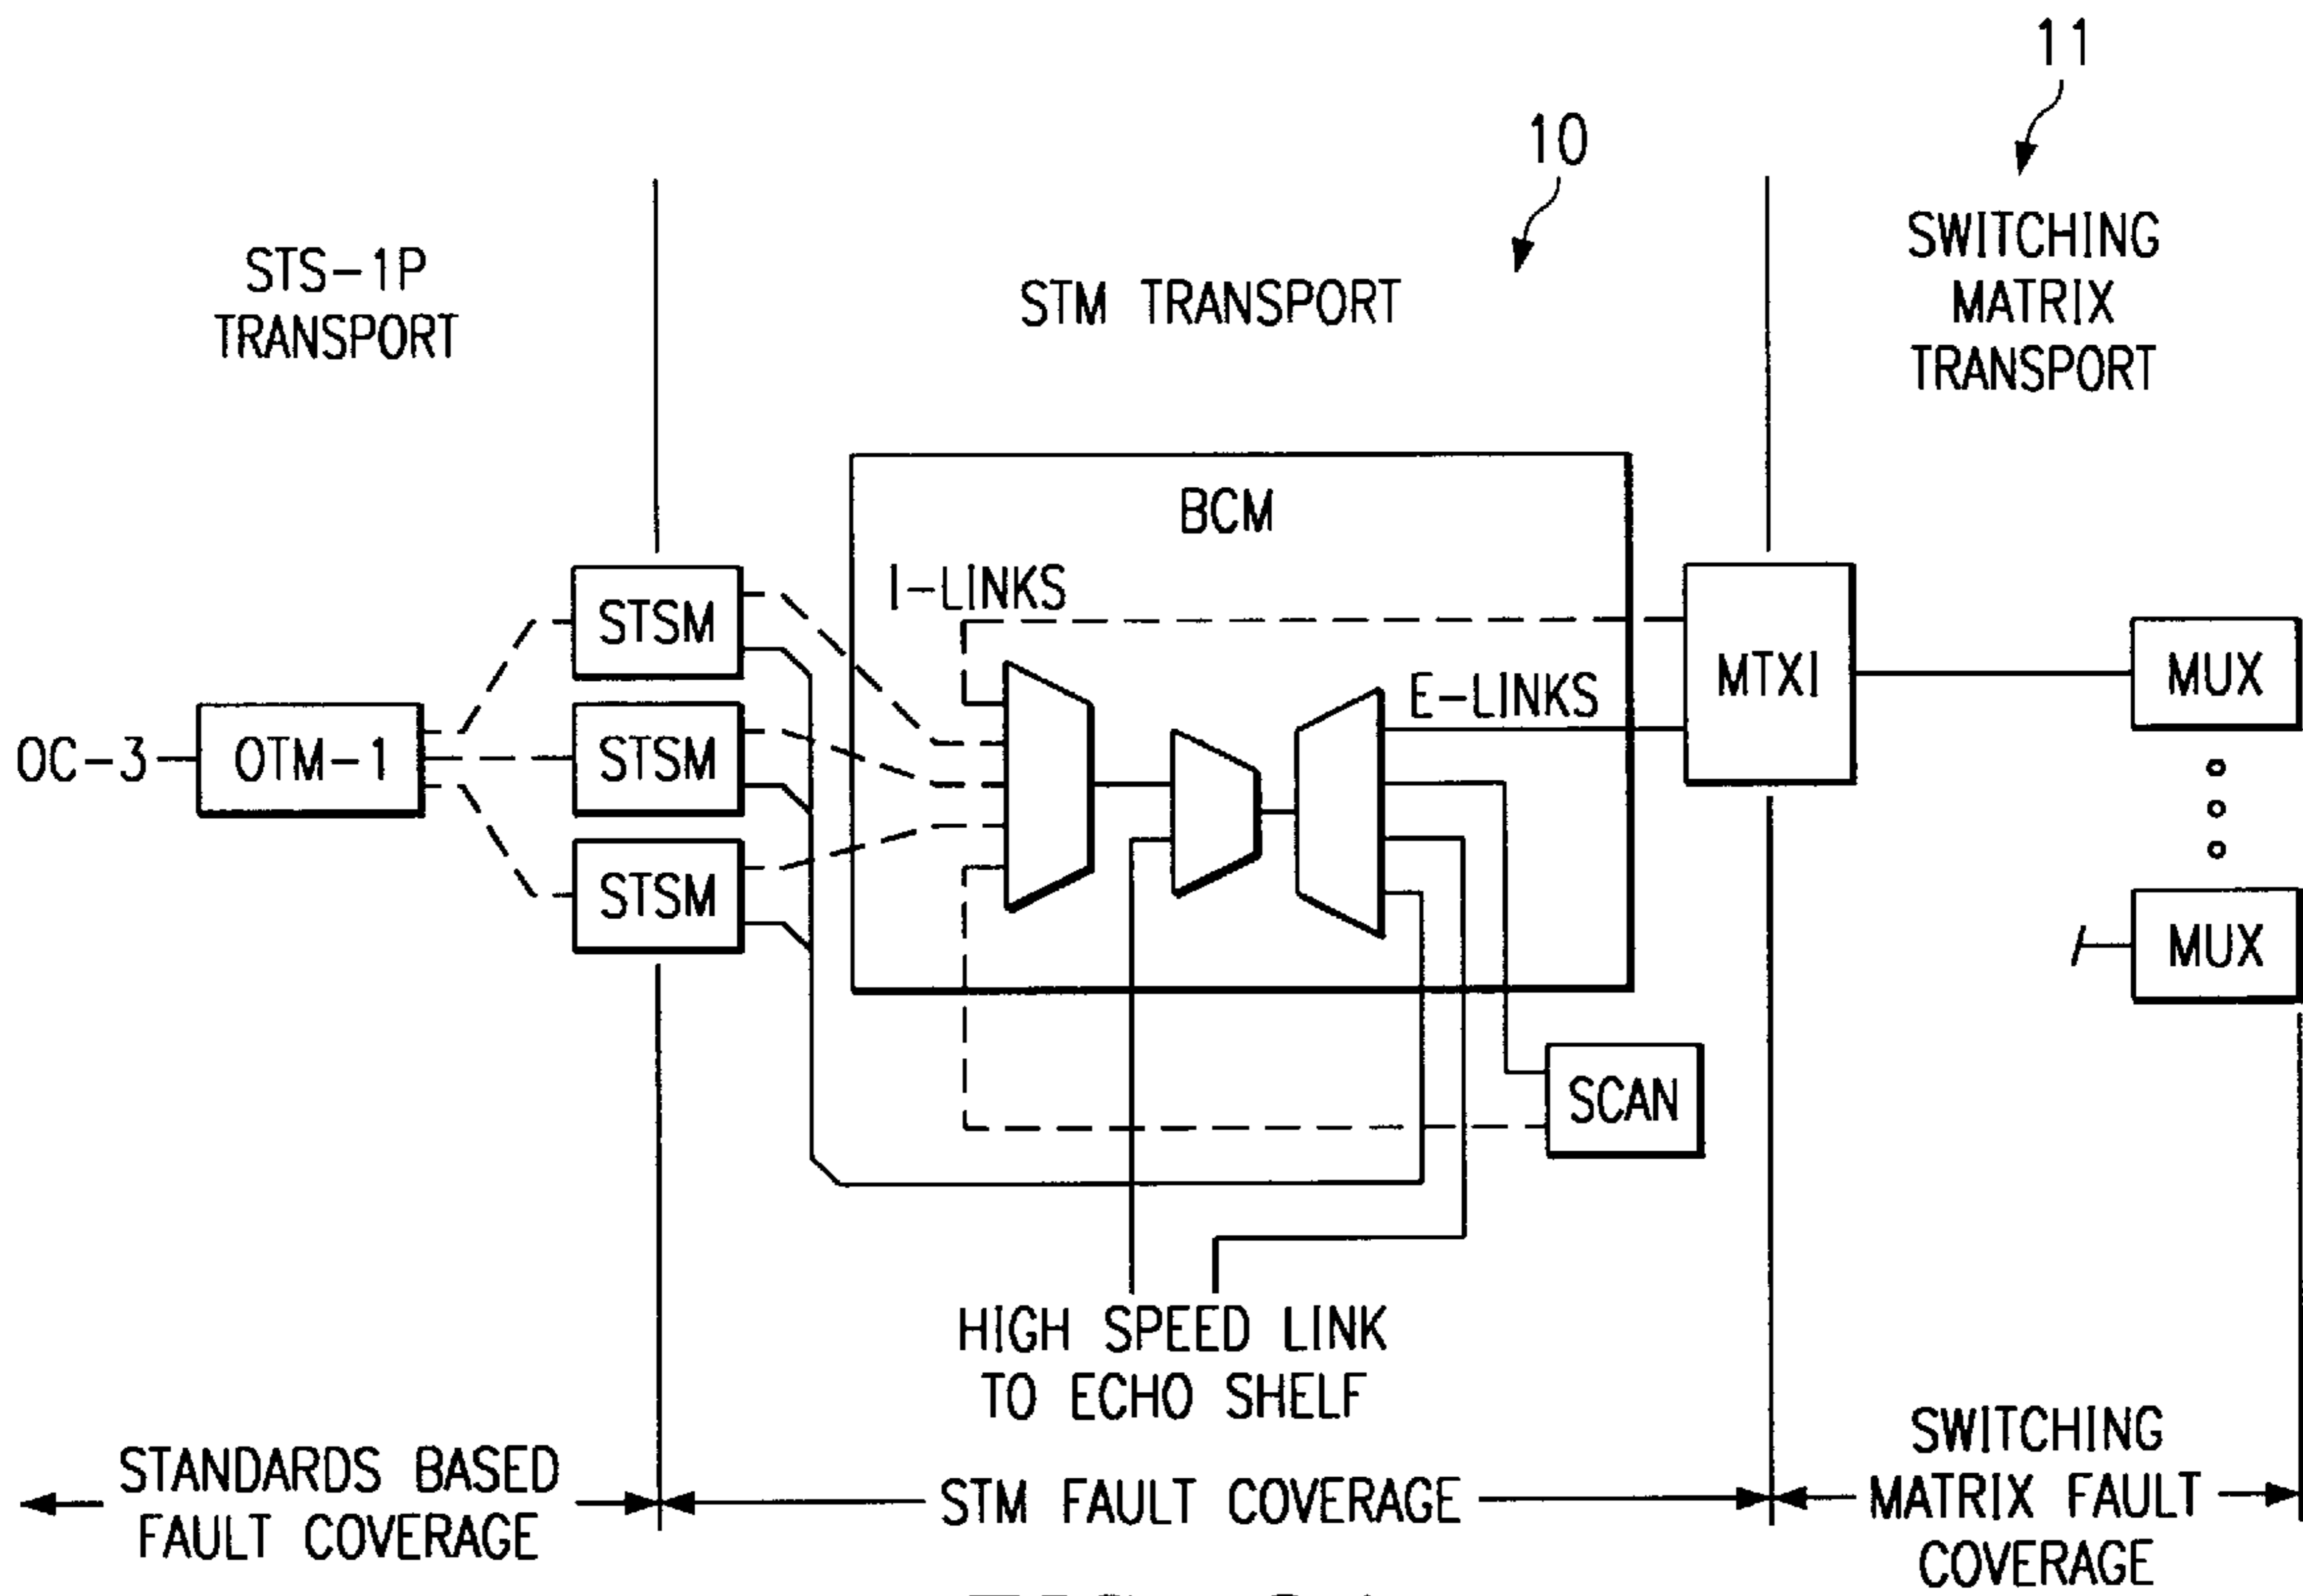 11
10
STS-1P
TRANSPORT
STM TRANSPORT
SWITCHING
MATRIX
TRANSPORT
BCM
I-LINKS
STSM
MTXI
MUX
E-LINKS
OC-3
OTM-1
STSM
STSM
MUX
SCAN
HIGH SPEED LINK
TO ECHO SHELF
STANDARDS BASED
FAULT COVERAGE
STM FAULT COVERAGE
SWITCHING
MATRIX FAULT
COVERAGE